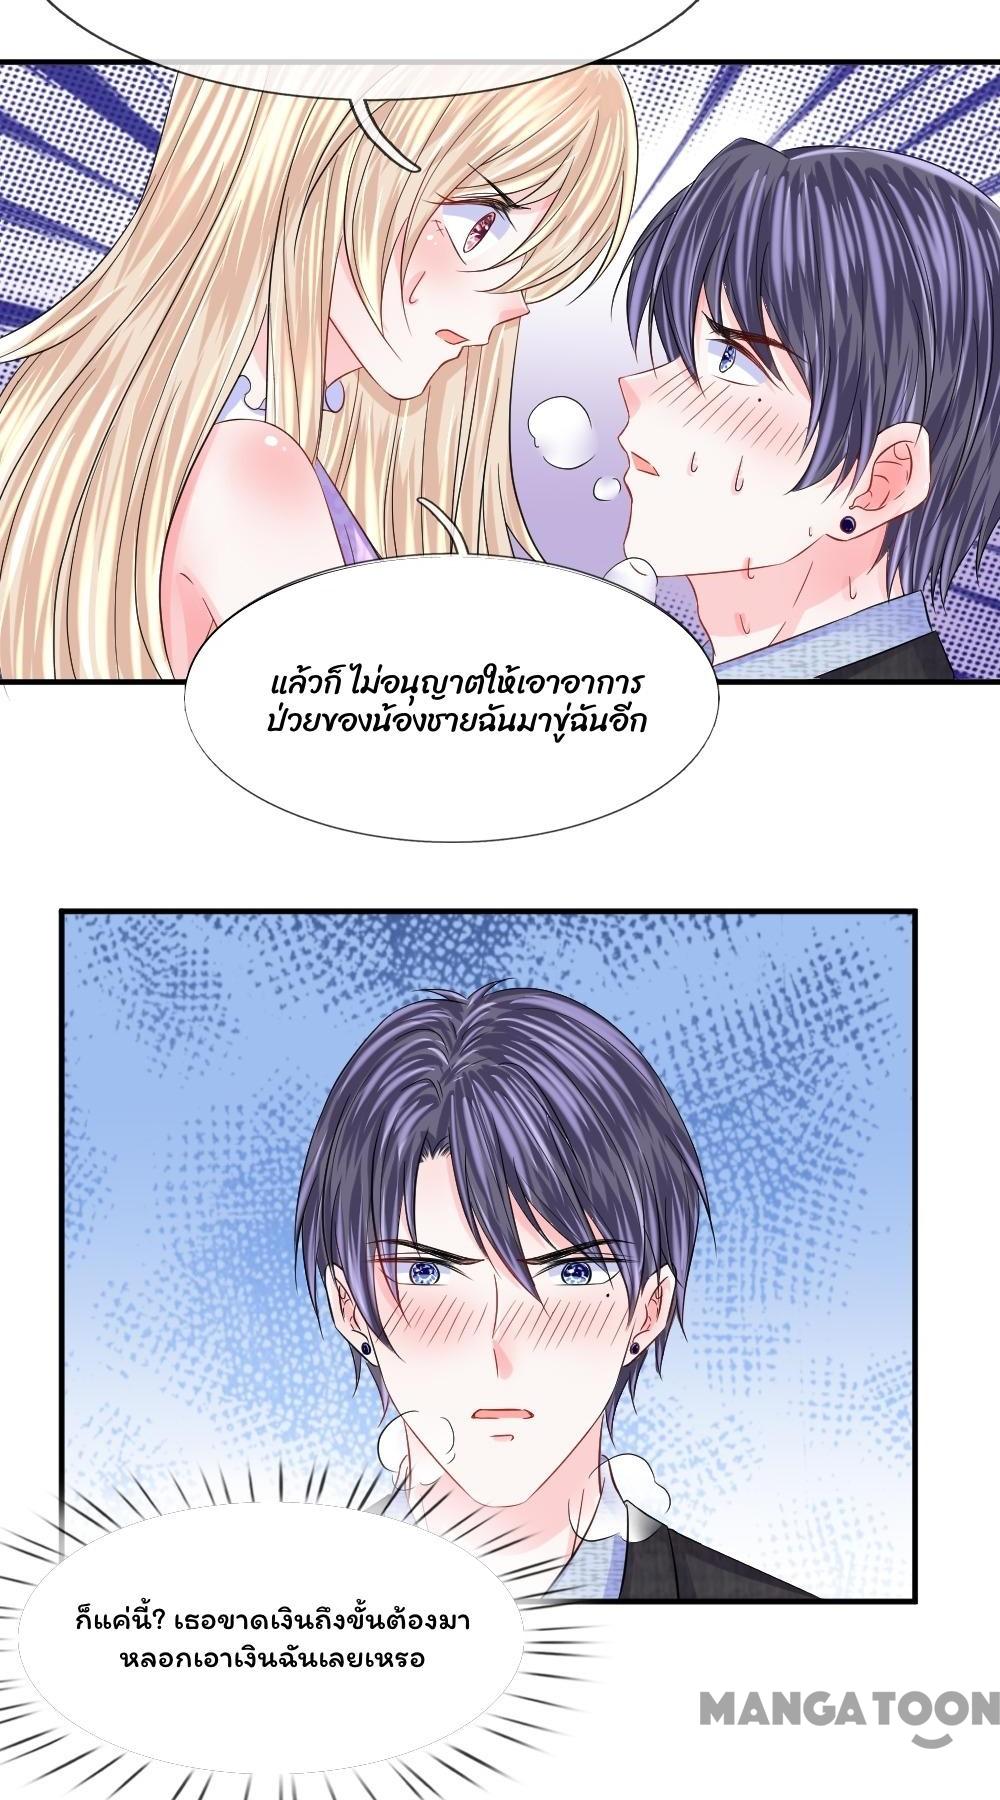 แล้วก็ ไม่อนุญาตให้เอาอาการ
ป่วยของน้องชายฉันมาขู่ฉันอีก
ก็แค่นี้? เธอขาดเงินถึงขั้นต้องมา
หลอกเอาเงินฉันเลยเหรอ
MANGATOON